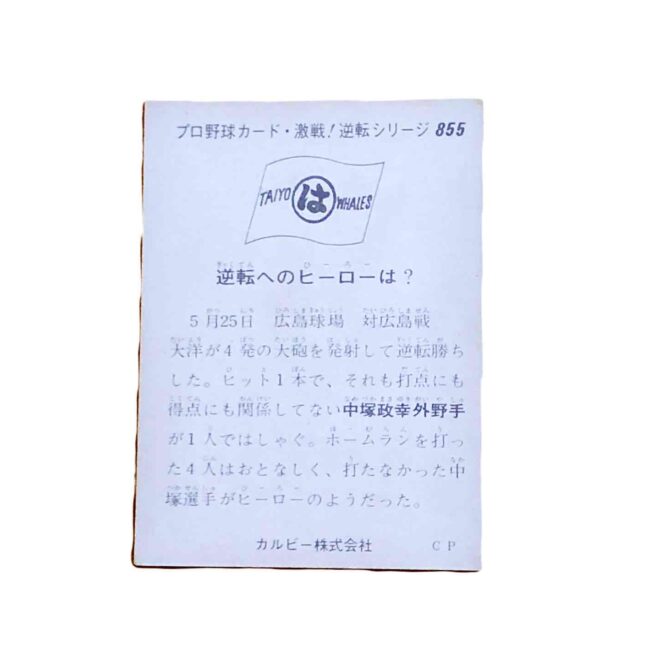 プロ野球カード・激戦！逆転シリージ 855
TAIYO は WHALES
逆転へのヒーローは？
5月25日 広島球場 対広島戦
大洋が4発の大砲を発射して逆転勝ち
した。ヒット1本で、それも打点にも
得点にも関係してない中塚政幸外野手
が1人ではしゃぐ。ホームランを打っ
た4人はおとなしく、打たなかった中
塚選手がヒーローのようだった。
カルビー株式会社 CP